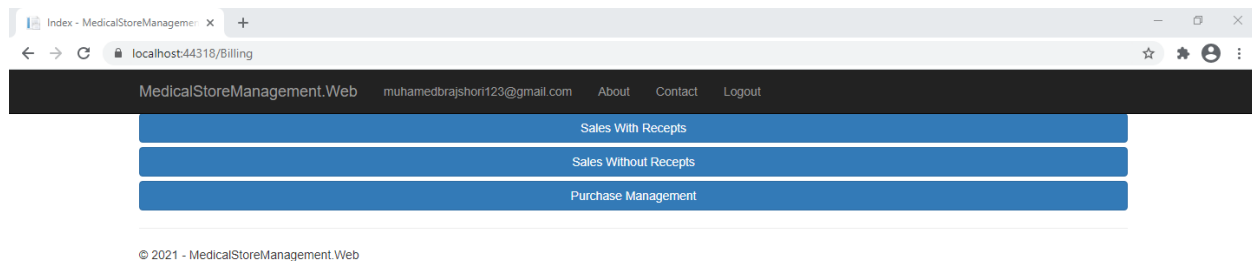 Index - MedicalStoreManagemen
localhost:44318/Billing
MedicalStoreManagement.Web muhamedbrajshori123@gmail.com About Contact Logout
Sales With Recepts
Sales Without Recepts
Purchase Management
© 2021 - MedicalStoreManagement.Web